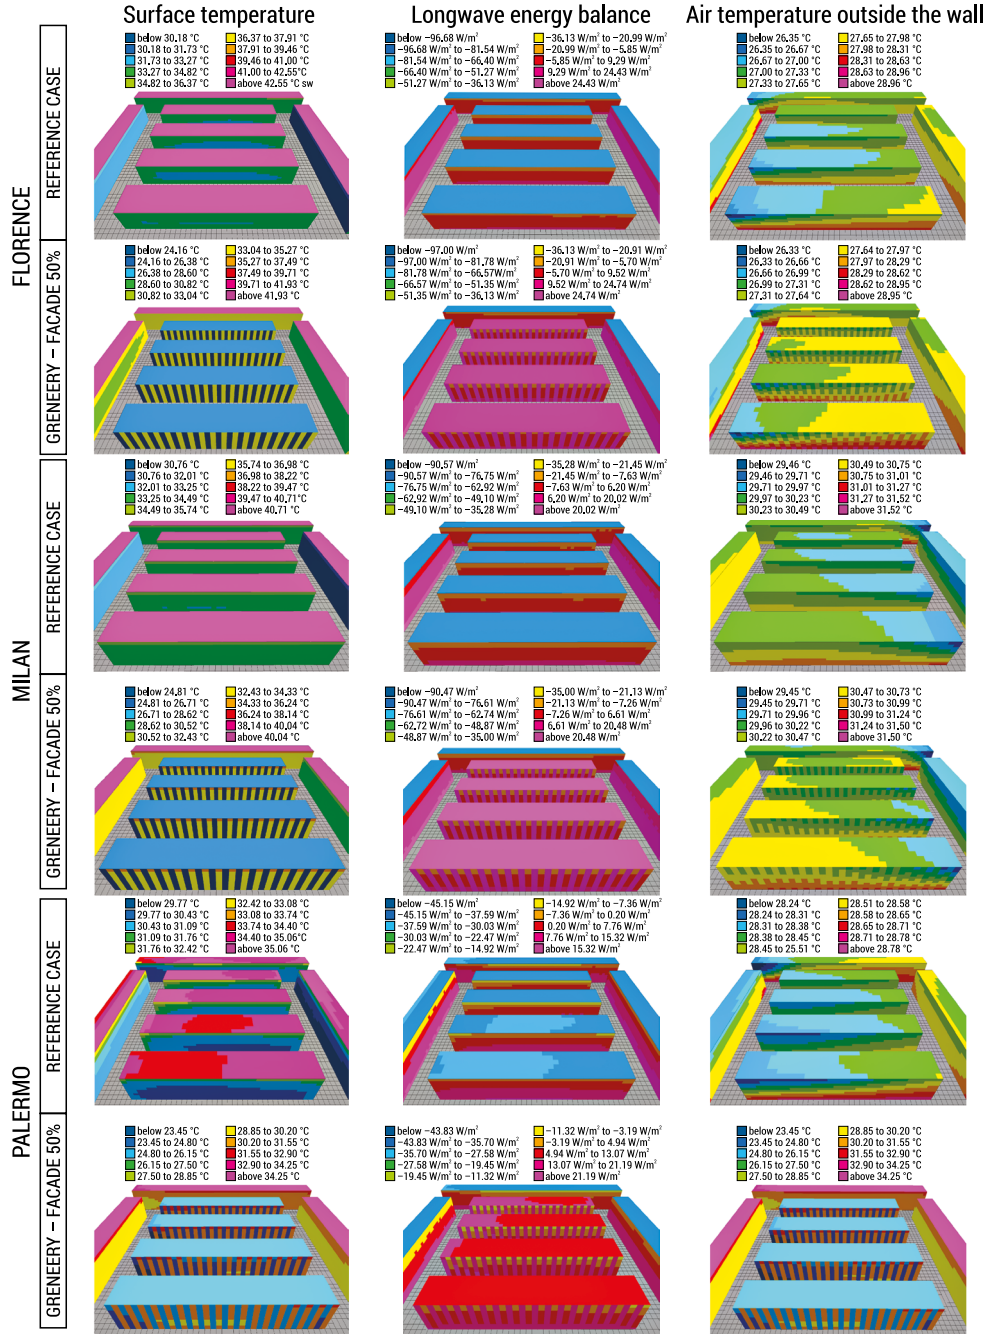 Surface temperature
Longwave energy balance
Air temperature outside the wall
FLORENCE
REFERENCE CASE
below 30.18 °C
30.18 to 31.73 °C
31.73 to 33.27 °C
33.27 to 34.82 °C
34.82 to 36.37 °C
36.37 to 37.91 °C
37.91 to 39.46 °C
39.46 to 41.00 °C
41.00 to 42.55°C
above 42.55 °C sw
below −96.68 W/m²
−96.68 W/m² to −81.54 W/m²
−81.54 W/m² to −66.40 W/m²
−66.40 W/m² to −51.27 W/m²
−51.27 W/m² to −36.13 W/m²
−36.13 W/m² to −20.99 W/m²
−20.99 W/m² to −5.85 W/m²
−5.85 W/m² to 9.29 W/m²
9.29 W/m² to 24.43 W/m²
above 24.43 W/m²
below 26.35 °C
26.35 to 26.67 °C
26.67 to 27.00 °C
27.00 to 27.33 °C
27.33 to 27.65 °C
27.65 to 27.98 °C
27.98 to 28.31 °C
28.31 to 28.63 °C
28.63 to 28.96 °C
above 28.96 °C
GRENEERY – FACADE 50%
below 24.16 °C
24.16 to 26.38 °C
26.38 to 28.60 °C
28.60 to 30.82 °C
30.82 to 33.04 °C
33.04 to 35.27 °C
35.27 to 37.49 °C
37.49 to 39.71 °C
39.71 to 41.93 °C
above 41.93 °C
below −97.00 W/m²
−97.00 W/m² to −81.78 W/m²
−81.78 W/m² to −66.57W/m²
−66.57 W/m² to −51.35 W/m²
−51.35 W/m² to −36.13 W/m²
−36.13 W/m² to −20.91 W/m²
−20.91 W/m² to −5.70 W/m²
−5.70 W/m² to 9.52 W/m²
9.52 W/m² to 24.74 W/m²
above 24.74 W/m²
below 26.33 °C
26.33 to 26.66 °C
26.66 to 26.99 °C
26.99 to 27.31 °C
27.31 to 27.64 °C
27.64 to 27.97 °C
27.97 to 28.29 °C
28.29 to 28.62 °C
28.62 to 28.95 °C
above 28.95 °C
MILAN
REFERENCE CASE
below 30.76 °C
30.76 to 32.01 °C
32.01 to 33.25 °C
33.25 to 34.49 °C
34.49 to 35.74 °C
35.74 to 36.98 °C
36.98 to 38.22 °C
38.22 to 39.47 °C
39.47 to 40.71°C
above 40.71 °C
below −90.57 W/m²
−90.57 W/m² to −76.75 W/m²
−76.75 W/m² to −62.92 W/m²
−62.92 W/m² to −49,10 W/m²
−49.10 W/m² to −35.28 W/m²
−35.28 W/m² to −21.45 W/m²
−21.45 W/m² to −7.63 W/m²
−7.63 W/m² to 6.20 W/m²
6.20 W/m² to 20.02 W/m²
above 20.02 W/m²
below 29.46 °C
29.46 to 29.71 °C
29.71 to 29.97 °C
29.97 to 30.23 °C
30.23 to 30.49 °C
30.49 to 30.75 °C
30.75 to 31.01 °C
31.01 to 31.27 °C
31.27 to 31.52 °C
above 31.52 °C
GRENEERY – FACADE 50%
below 24.81 °C
24.81 to 26.71 °C
26.71 to 28.62 °C
28.62 to 30.52 °C
30.52 to 32.43 °C
32.43 to 34.33 °C
34.33 to 36.24 °C
36.24 to 38.14 °C
38.14 to 40.04 °C
above 40.04 °C
below −90.47 W/m²
−90.47 W/m² to −76.61 W/m²
−76.61 W/m² to −62.74 W/m²
−62.72 W/m² to −48.87 W/m²
−48.87 W/m² to −35.00 W/m²
−35.00 W/m² to −21.13 W/m²
−21.13 W/m² to −7.26 W/m²
−7.26 W/m² to 6.61 W/m²
6.61 W/m² to 20.48 W/m²
above 20.48 W/m²
below 29.45 °C
29.45 to 29.71 °C
29.71 to 29.96 °C
29.96 to 30.22 °C
30.22 to 30.47 °C
30.47 to 30.73 °C
30.73 to 30.99 °C
30.99 to 31.24 °C
31.24 to 31.50 °C
above 31.50 °C
PALERMO
REFERENCE CASE
below 29.77 °C
29.77 to 30.43 °C
30.43 to 31.09 °C
31.09 to 31.76 °C
31.76 to 32.42 °C
32.42 to 33.08 °C
33.08 to 33.74 °C
33.74 to 34.40 °C
34.40 to 35.06°C
above 35.06 °C
below −45.15 W/m²
−45.15 W/m² to −37.59 W/m²
−37.59 W/m² to −30.03 W/m²
−30.03 W/m² to −22.47 W/m²
−22.47 W/m² to −14.92 W/m²
−14.92 W/m² to −7.36 W/m²
−7.36 W/m² to 0.20 W/m²
0.20 W/m² to 7.76 W/m²
7.76 W/m² to 15.32 W/m²
above 15.32 W/m²
below 28.24 °C
28.24 to 28.31 °C
28.31 to 28.38 °C
28.38 to 28.45 °C
28.45 to 25.51 °C
28.51 to 28.58 °C
28.58 to 28.65 °C
28.65 to 28.71 °C
28.71 to 28.78 °C
above 28.78 °C
GRENEERY – FACADE 50%
below 23.45 °C
23.45 to 24.80 °C
24.80 to 26.15 °C
26.15 to 27.50 °C
27.50 to 28.85 °C
28.85 to 30.20 °C
30.20 to 31.55 °C
31.55 to 32.90 °C
32.90 to 34.25 °C
above 34.25 °C
below −43.83 W/m²
−43.83 W/m² to −35.70 W/m²
−35.70 W/m² to −27.58 W/m²
−27.58 W/m² to −19.45 W/m²
−19.45 W/m² to −11.32 W/m²
−11.32 W/m² to −3.19 W/m²
−3.19 W/m² to 4.94 W/m²
4.94 W/m² to 13.07 W/m²
13.07 W/m² to 21.19 W/m²
above 21.19 W/m²
below 23.45 °C
23.45 to 24.80 °C
24.80 to 26.15 °C
26.15 to 27.50 °C
27.50 to 28.85 °C
28.85 to 30.20 °C
30.20 to 31.55 °C
31.55 to 32.90 °C
32.90 to 34.25 °C
above 34.25 °C